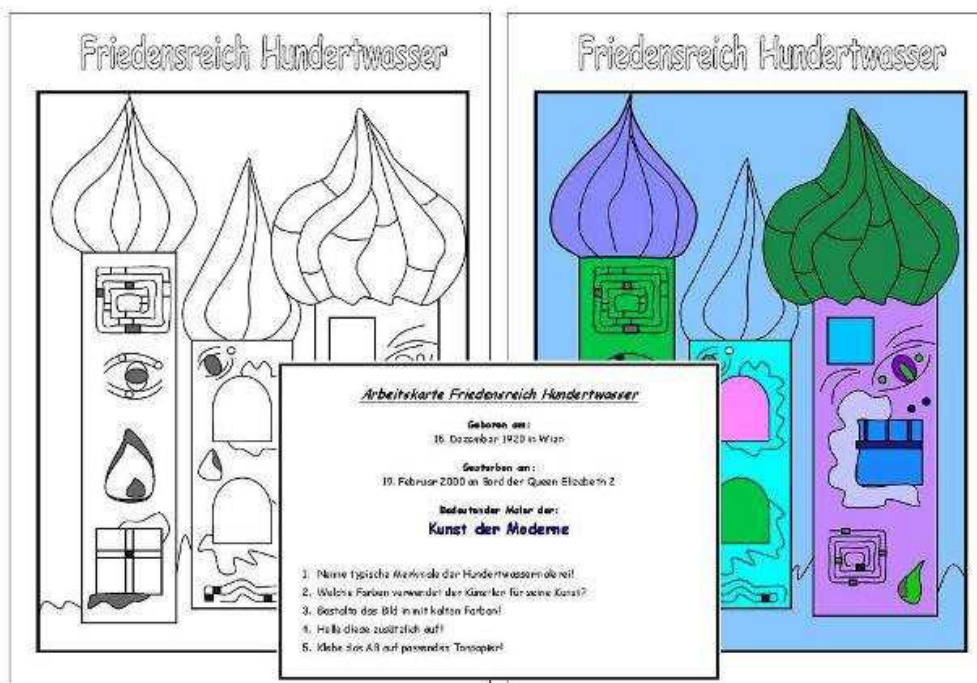 Friedensreich Hundertwasser
Friedensreich Hundertwasser
Arbeitskarte Friedensreich Hundertwasser
Geboren am:
15. Dezember 1920 in Wien
Gestorben am:
19. Februar 2000 an Bord der Queen Elizabeth 2
Bedeutender Maler der:
Kunst der Moderne
1. Nenne typische Merkmale der Hundertwassermalerei!
2. Welche Farben verwendet der Künstler für seine Kunst?
3. Gestalte das Bild in mit kalten Farben!
4. Helle diese zusätzlich auf!
5. Klebe das AB auf passendes Tonpapier!